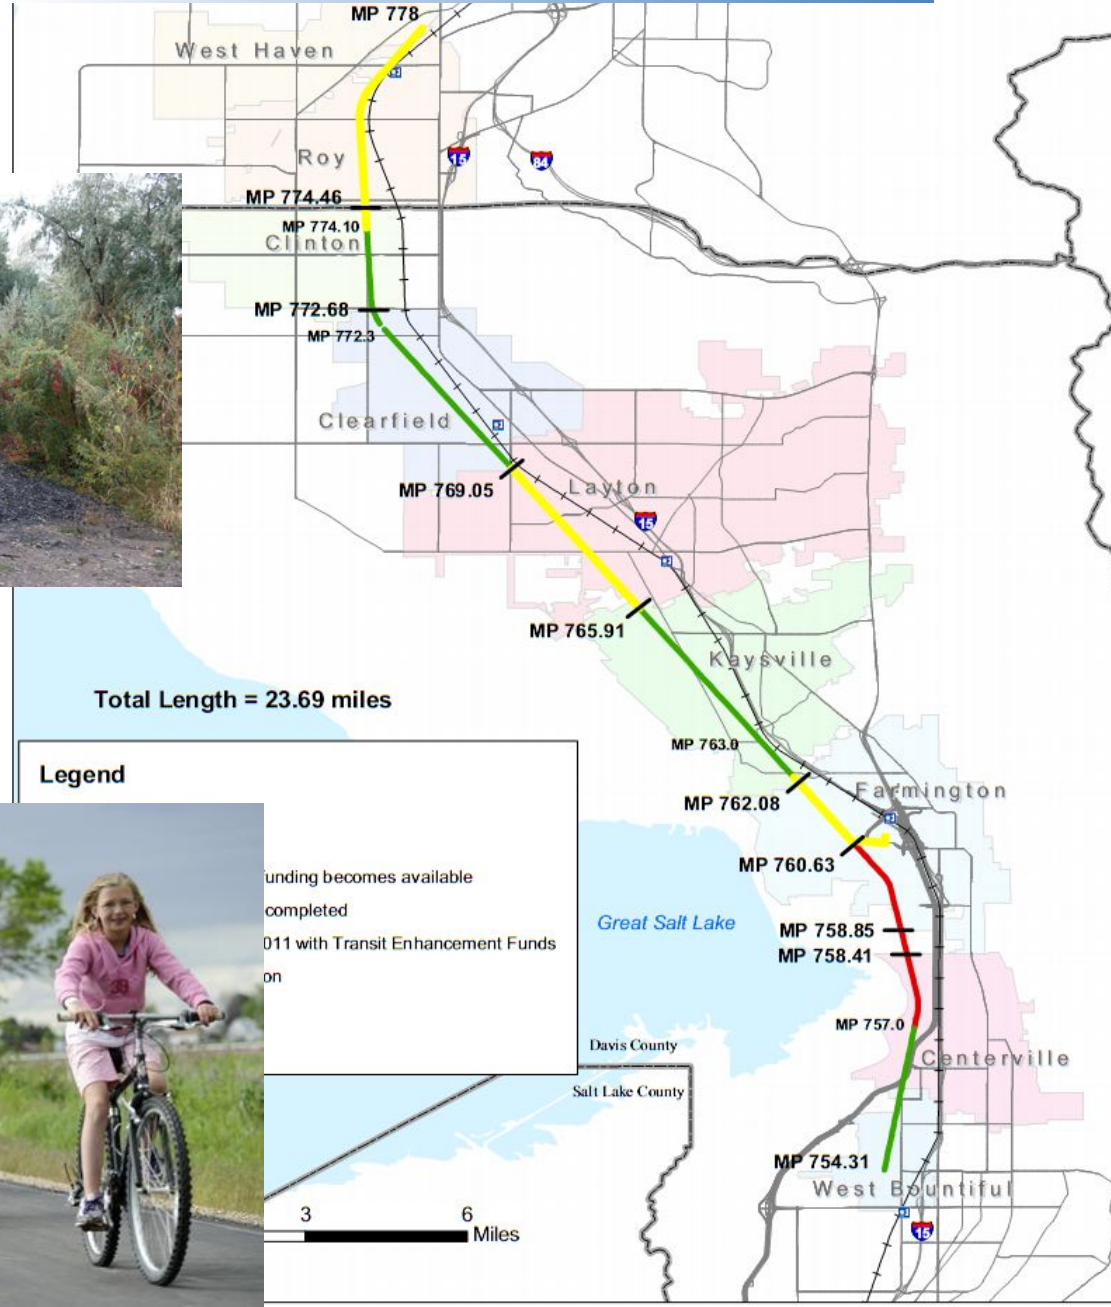 MP 778
West Haven
Roy
15
84
MP 774.46
MP 774.10
Clinton
MP 772.68
MP 772.3
Clearfield
MP 769.05
Layton
15
MP 765.91
Kaysville
Total Length = 23.69 miles
MP 763.0
Legend
Farmington
MP 762.08
MP 760.63
funding becomes available
completed
011 with Transit Enhancement Funds
on
Great Salt Lake
MP 758.85
MP 758.41
MP 757.0
Davis County
Centerville
Salt Lake County
MP 754.31
West Bountiful
3 6
Miles
15